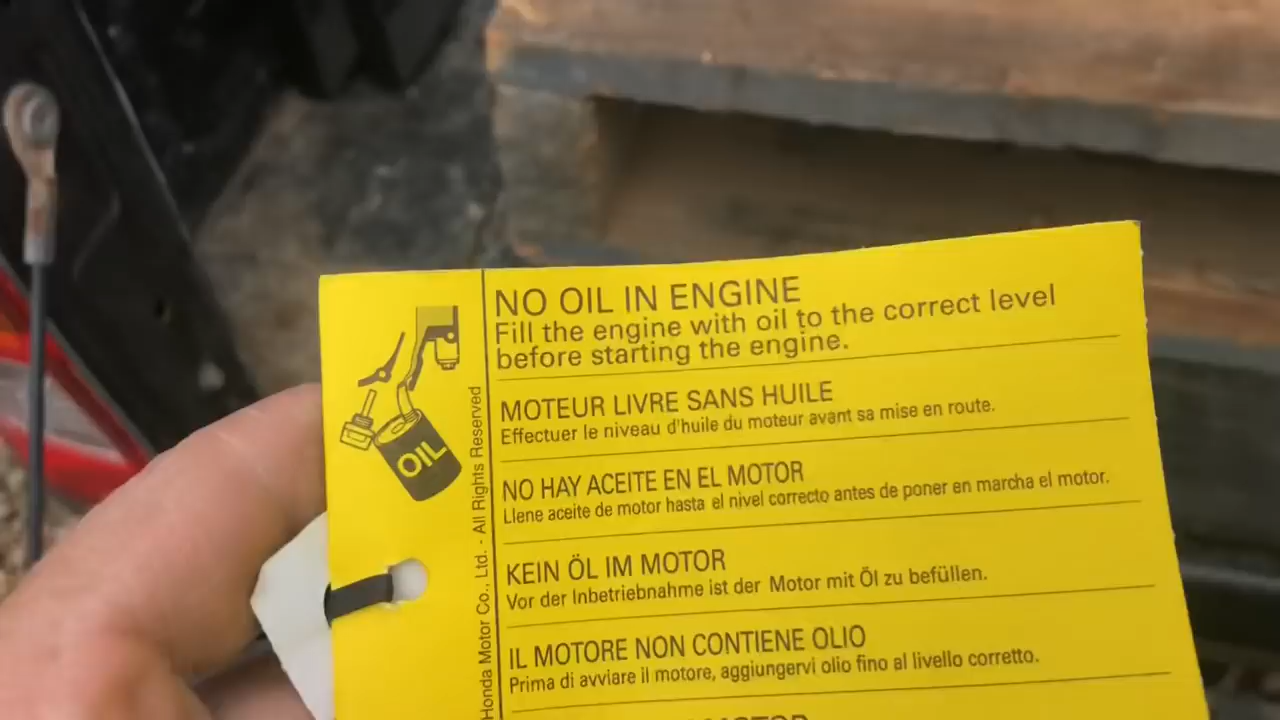 NO OIL IN ENGINE
Fill the engine with oil to the correct level
before starting the engine.
MOTEUR LIVRE SANS HUILE
Effectuer le niveau d'huile du moteur avant sa mise en route.
NO HAY ACEITE EN EL MOTOR
Llene aceite de motor hasta el nivel correcto antes de poner en marcha el motor.
KEIN ÖL IM MOTOR
Vor der Inbetriebnahme ist der Motor mit Öl zu befüllen.
IL MOTORE NON CONTIENE OLIO
Prima di avviare il motore, aggiungervi olio fino al livello corretto.
OIL
Honda Motor Co., Ltd. - All Rights Reserved